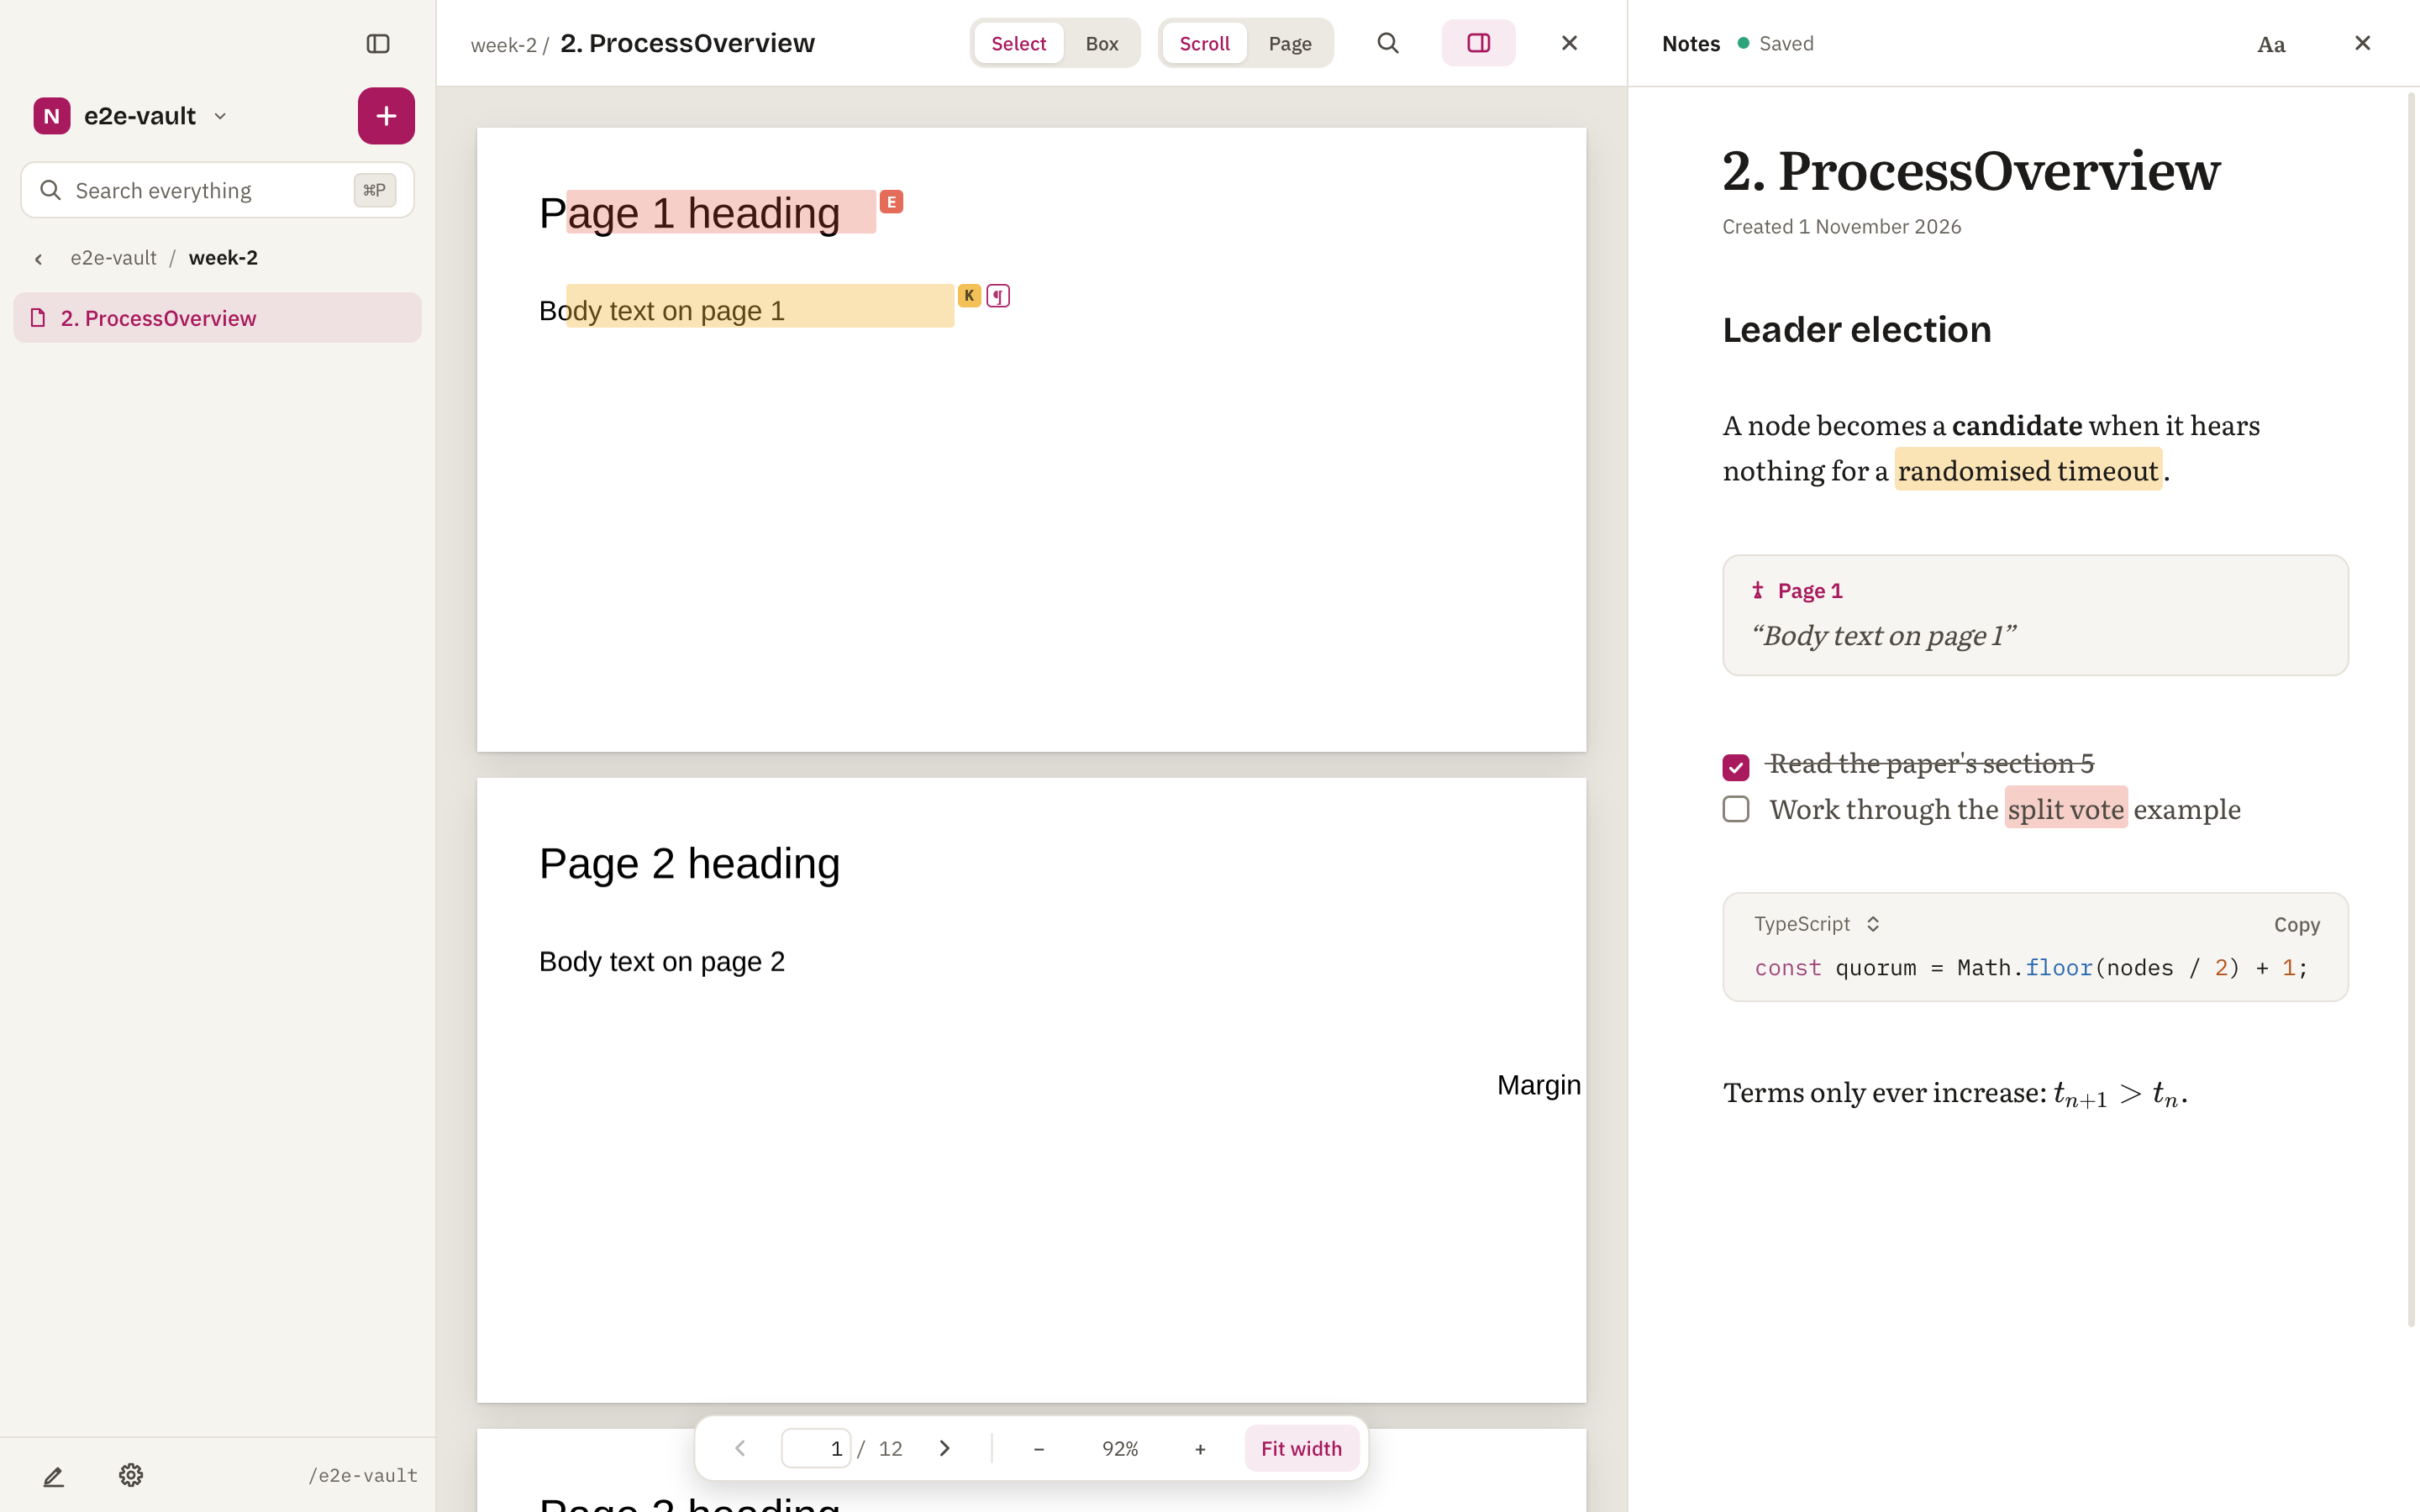 N e2e-vault
Search everything ⌘P
e2e-vault / week-2
2. ProcessOverview
/e2e-vault
week-2 / 2. ProcessOverview
Select Box Scroll Page
Page 1 heading E
Body text on page 1 K ¶
Page 2 heading
Body text on page 2
Margin
Page 3 heading
1 / 12 − 92% + Fit width
Notes Saved Aa
2. ProcessOverview
Created 1 November 2026
Leader election
A node becomes a candidate when it hears
nothing for a randomised timeout.
Page 1
“Body text on page 1”
Read the paper's section 5
Work through the split vote example
TypeScript Copy
const quorum = Math.floor(nodes / 2) + 1;
Terms only ever increase: tₙ₊₁ > tₙ.